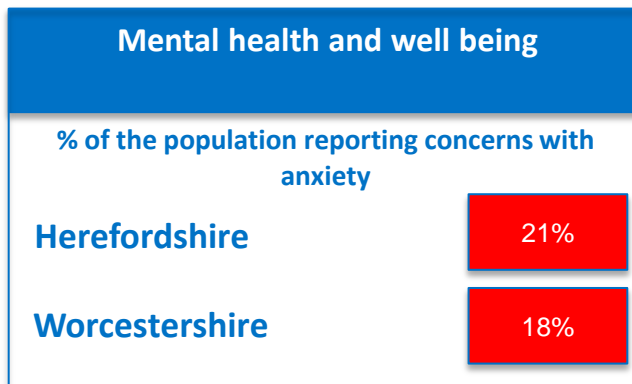 Mental health and well being
% of the population reporting concerns with
anxiety
Herefordshire 21%
Worcestershire 18%